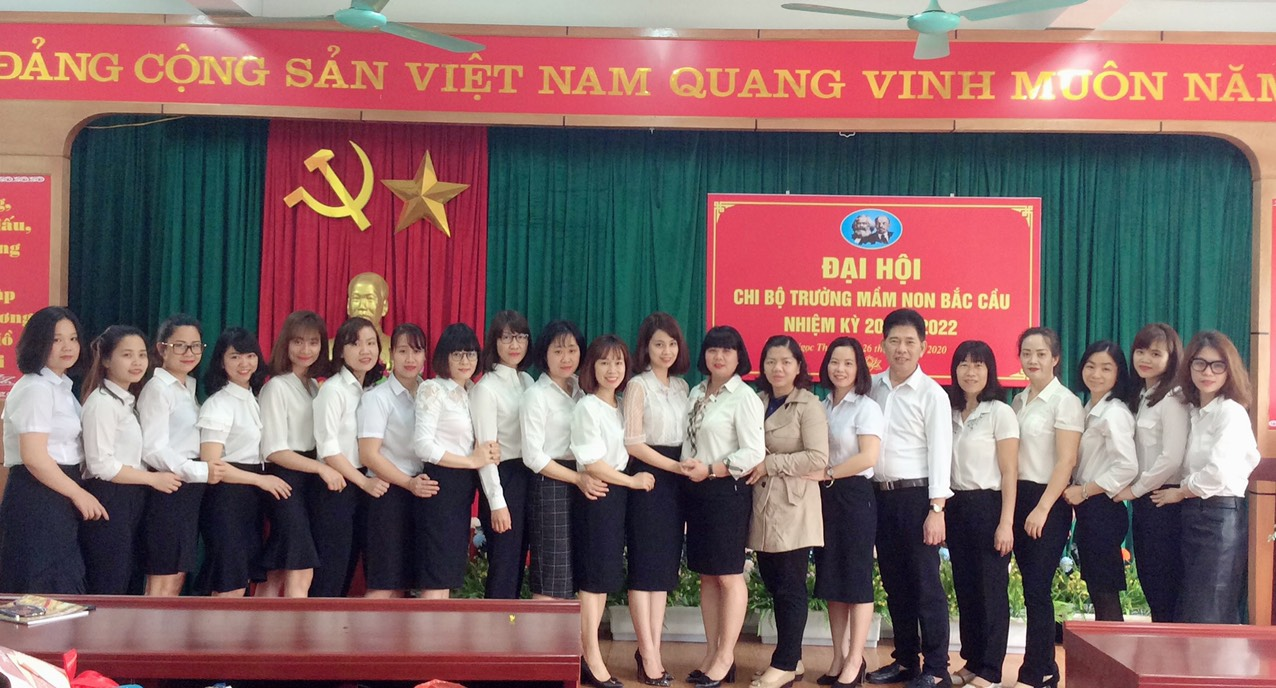 ĐẢNG CỘNG SẢN VIỆT NAM QUANG VINH MUÔN NĂM
ĐẠI HỘI
CHI BỘ TRƯỜNG MẦM NON BẮC CẦU
NHIỆM KỲ 2022
26 2020